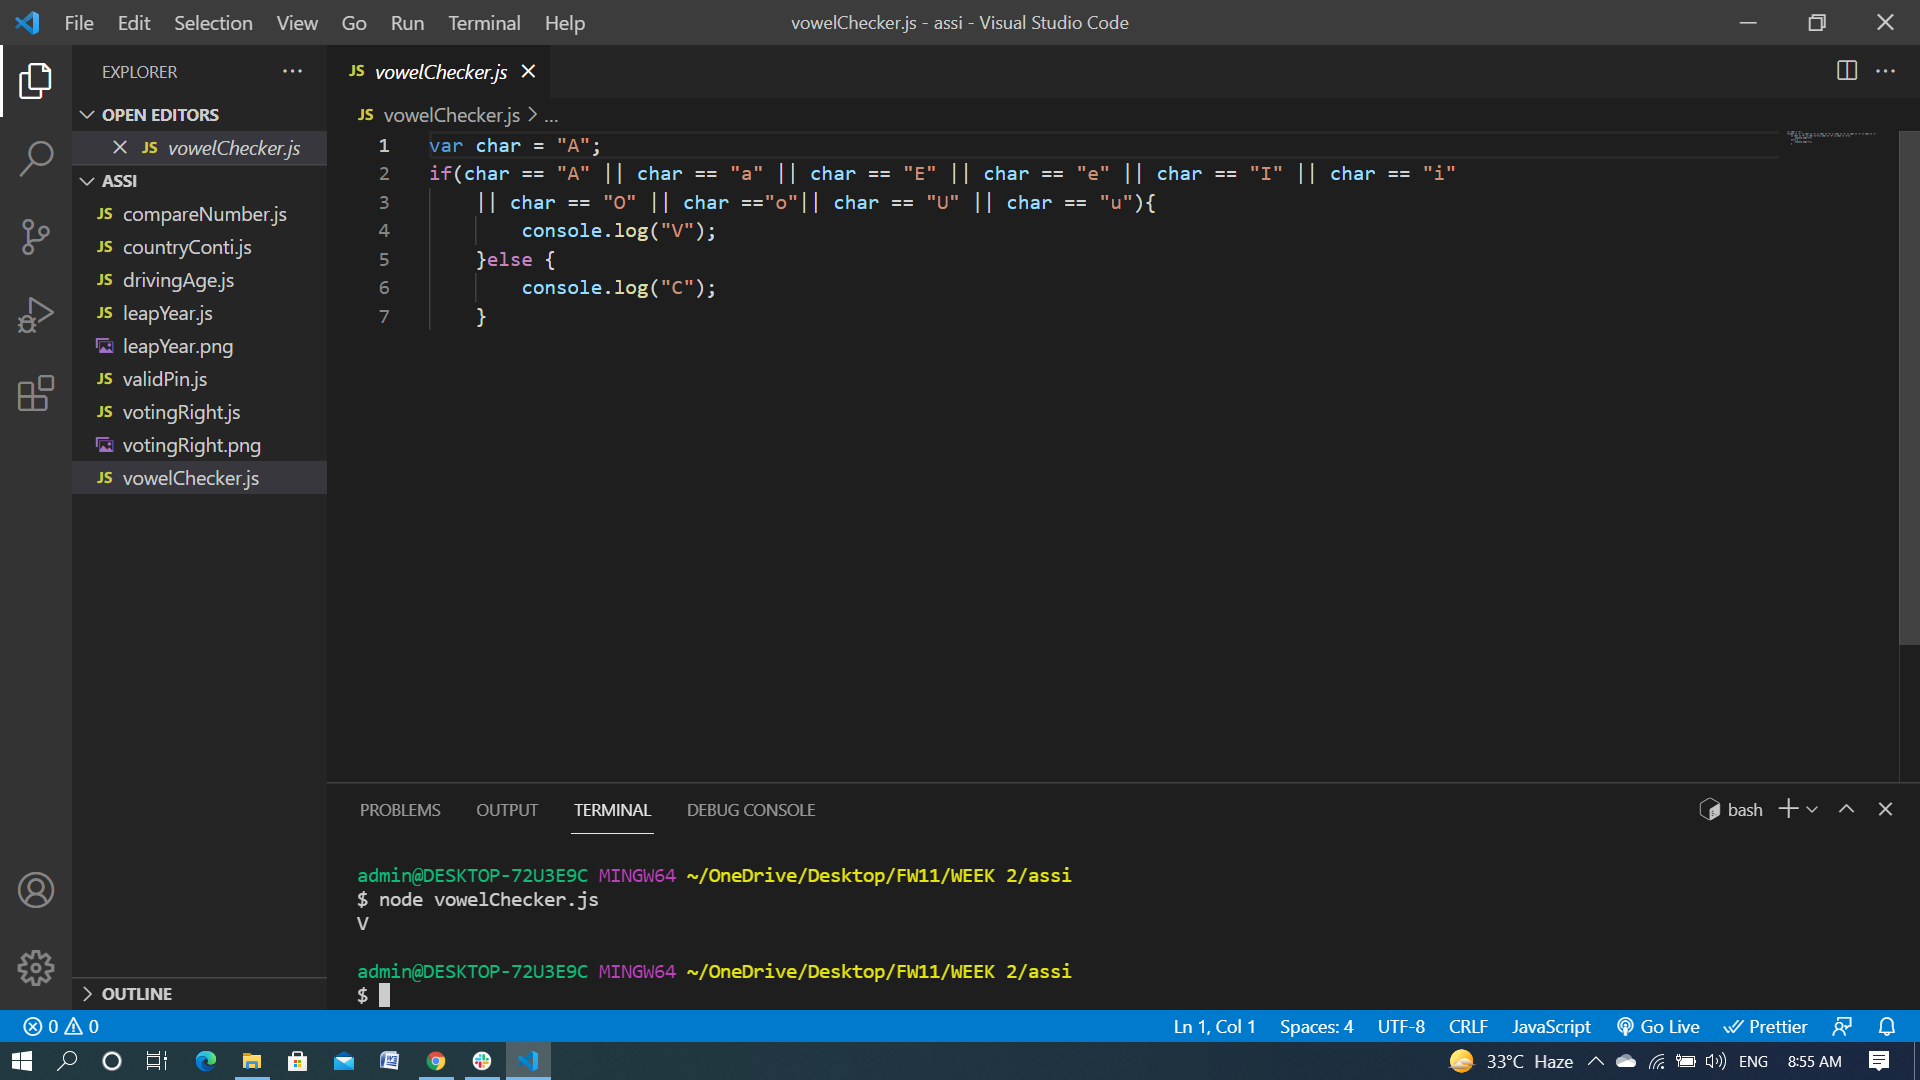 File Edit Selection View Go Run Terminal Help
vowelChecker.js - assi - Visual Studio Code
EXPLORER
OPEN EDITORS
JS vowelChecker.js
ASSI
JS compareNumber.js
JS countryConti.js
JS drivingAge.js
JS leapYear.js
leapYear.png
JS validPin.js
JS votingRight.js
votingRight.png
JS vowelChecker.js
OUTLINE
JS vowelChecker.js
JS vowelChecker.js > ...
1 var char = "A";
2 if(char == "A" || char == "a" || char == "E" || char == "e" || char == "I" || char == "i"
3 || char == "O" || char =="o"|| char == "U" || char == "u"){
4 console.log("V");
5 }else {
6 console.log("C");
7 }
PROBLEMS OUTPUT TERMINAL DEBUG CONSOLE
bash
admin@DESKTOP-72U3E9C MINGW64 ~/OneDrive/Desktop/FW11/WEEK 2/assi
$ node vowelChecker.js
V
admin@DESKTOP-72U3E9C MINGW64 ~/OneDrive/Desktop/FW11/WEEK 2/assi
$
0 0 Ln 1, Col 1 Spaces: 4 UTF-8 CRLF JavaScript Go Live Prettier
33°C Haze ENG 8:55 AM